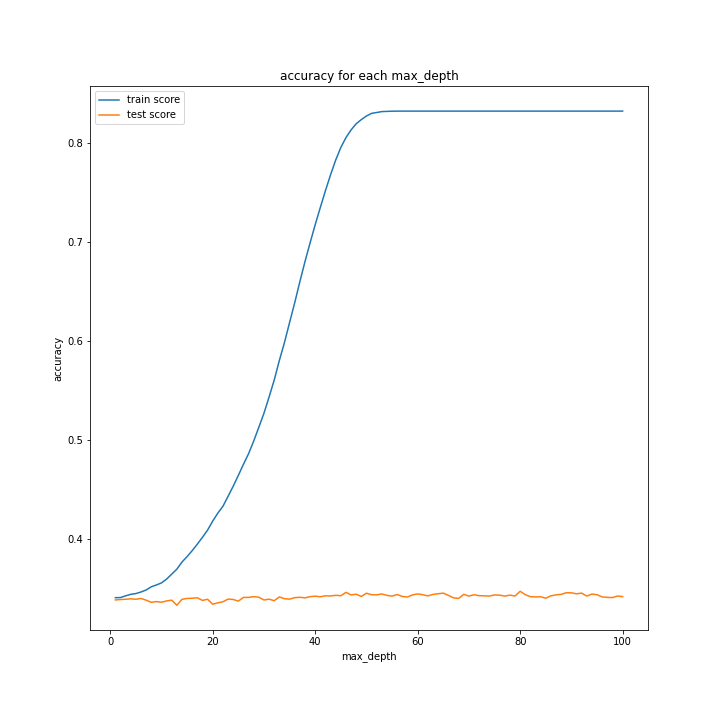 accuracy for each max_depth
train score
test score
0.8
0.7
0.6
0.5
0.4
accuracy
0 20 40 60 80 100
max_depth